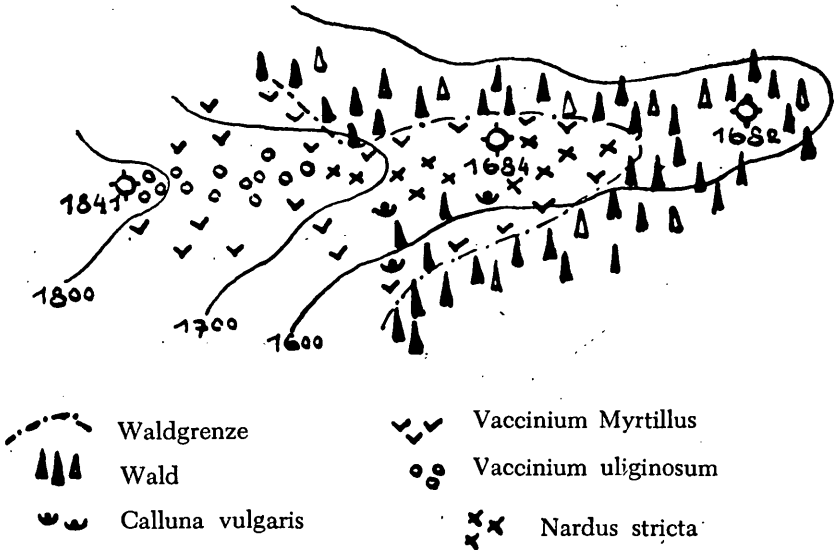 1682
1684
1841
1800
1700
1600
Waldgrenze
Wald
Calluna vulgaris
Vaccinium Myrtillus
Vaccinium uliginosum
Nardus stricta